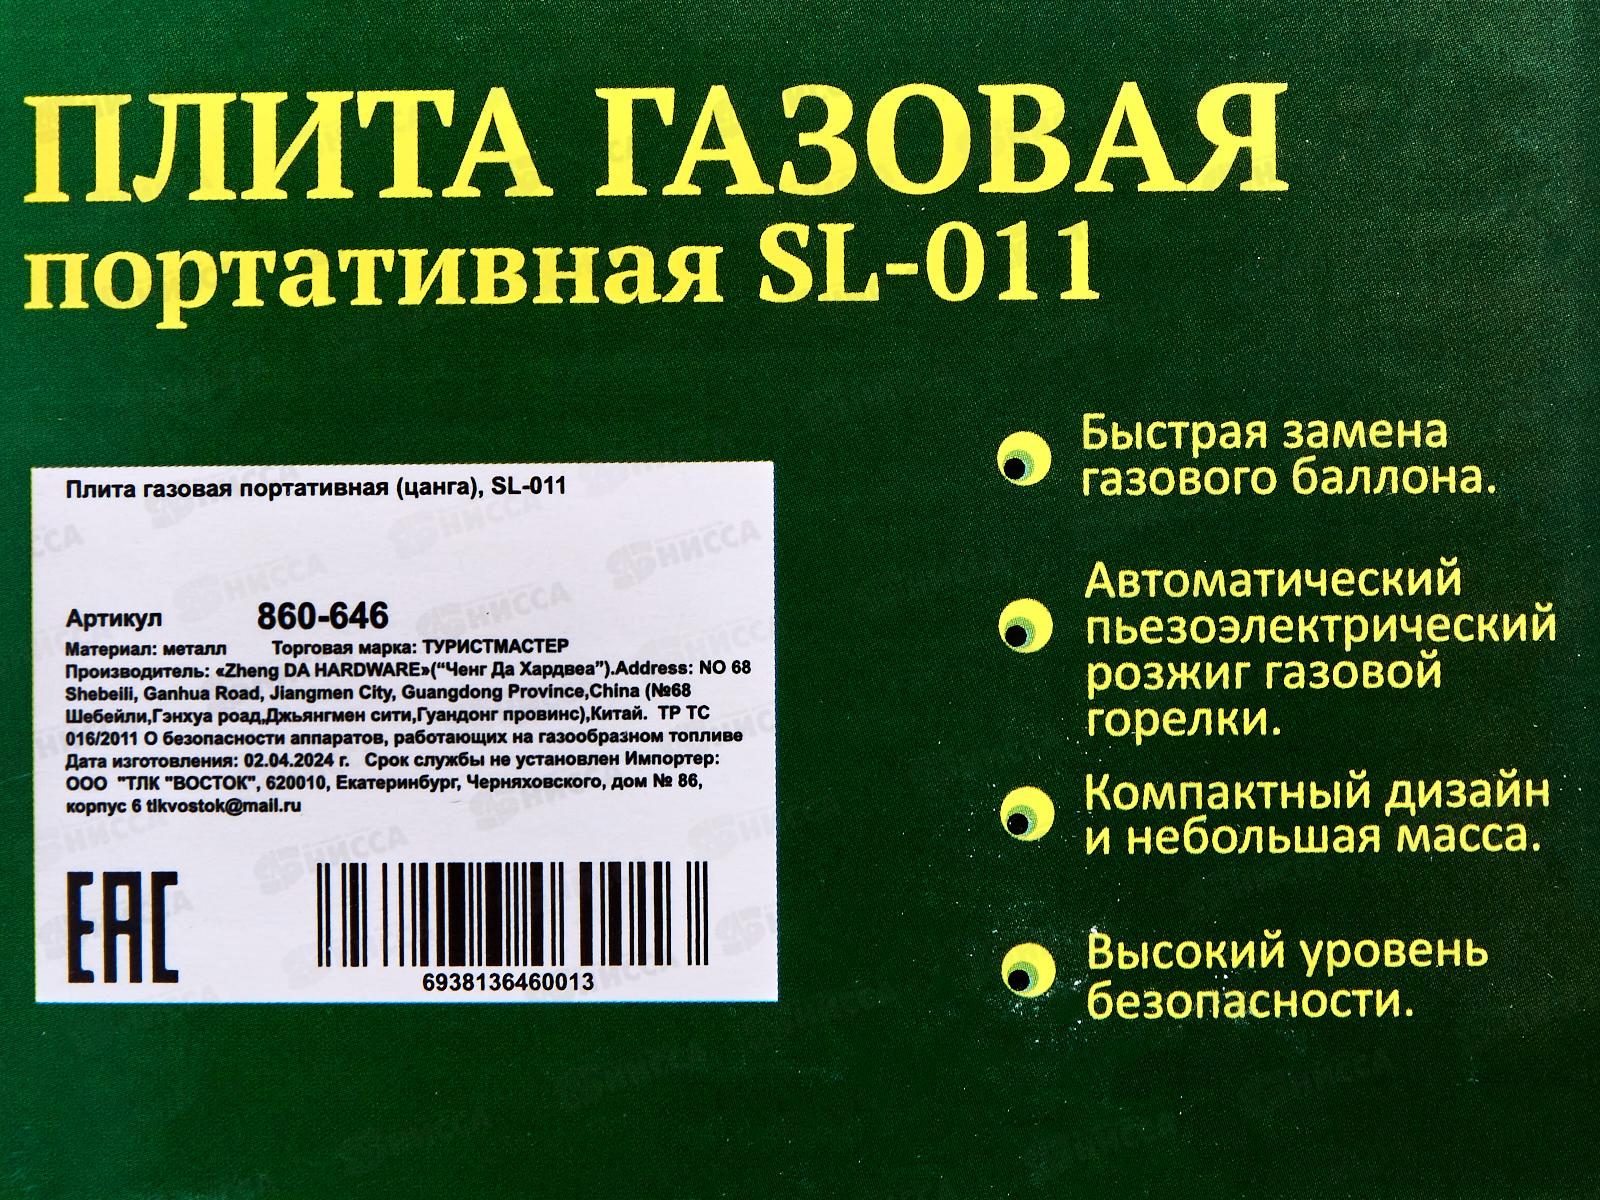 ПЛИТА ГАЗОВАЯ
портативная SL-011
Плита газовая портативная (цанга), SL-011
Артикул 860-646
Материал: металл Торговая марка: ТУРИСТМАСТЕР
Производитель: «Zheng DA HARDWARE»(“Ченг Да Хардвеа”).Address: NO 68
Shebeili, Ganhua Road, Jiangmen City, Guangdong Province,China (№68
Шебейли,Гэнхуа роад,Джьянгмен сити,Гуандонг провинс),Китай. ТР ТС
016/2011 О безопасности аппаратов, работающих на газообразном топливе
Дата изготовления: 02.04.2024 г. Срок службы не установлен Импортер:
ООО "ТЛК "ВОСТОК", 620010, Екатеринбург, Черняховского, дом № 86,
корпус 6 tlkvostok@mail.ru
EAC
6938136460013
Быстрая замена
газового баллона.
Автоматический
пьезоэлектрический
розжиг газовой
горелки.
Компактный дизайн
и небольшая масса.
Высокий уровень
безопасности.
НИССА